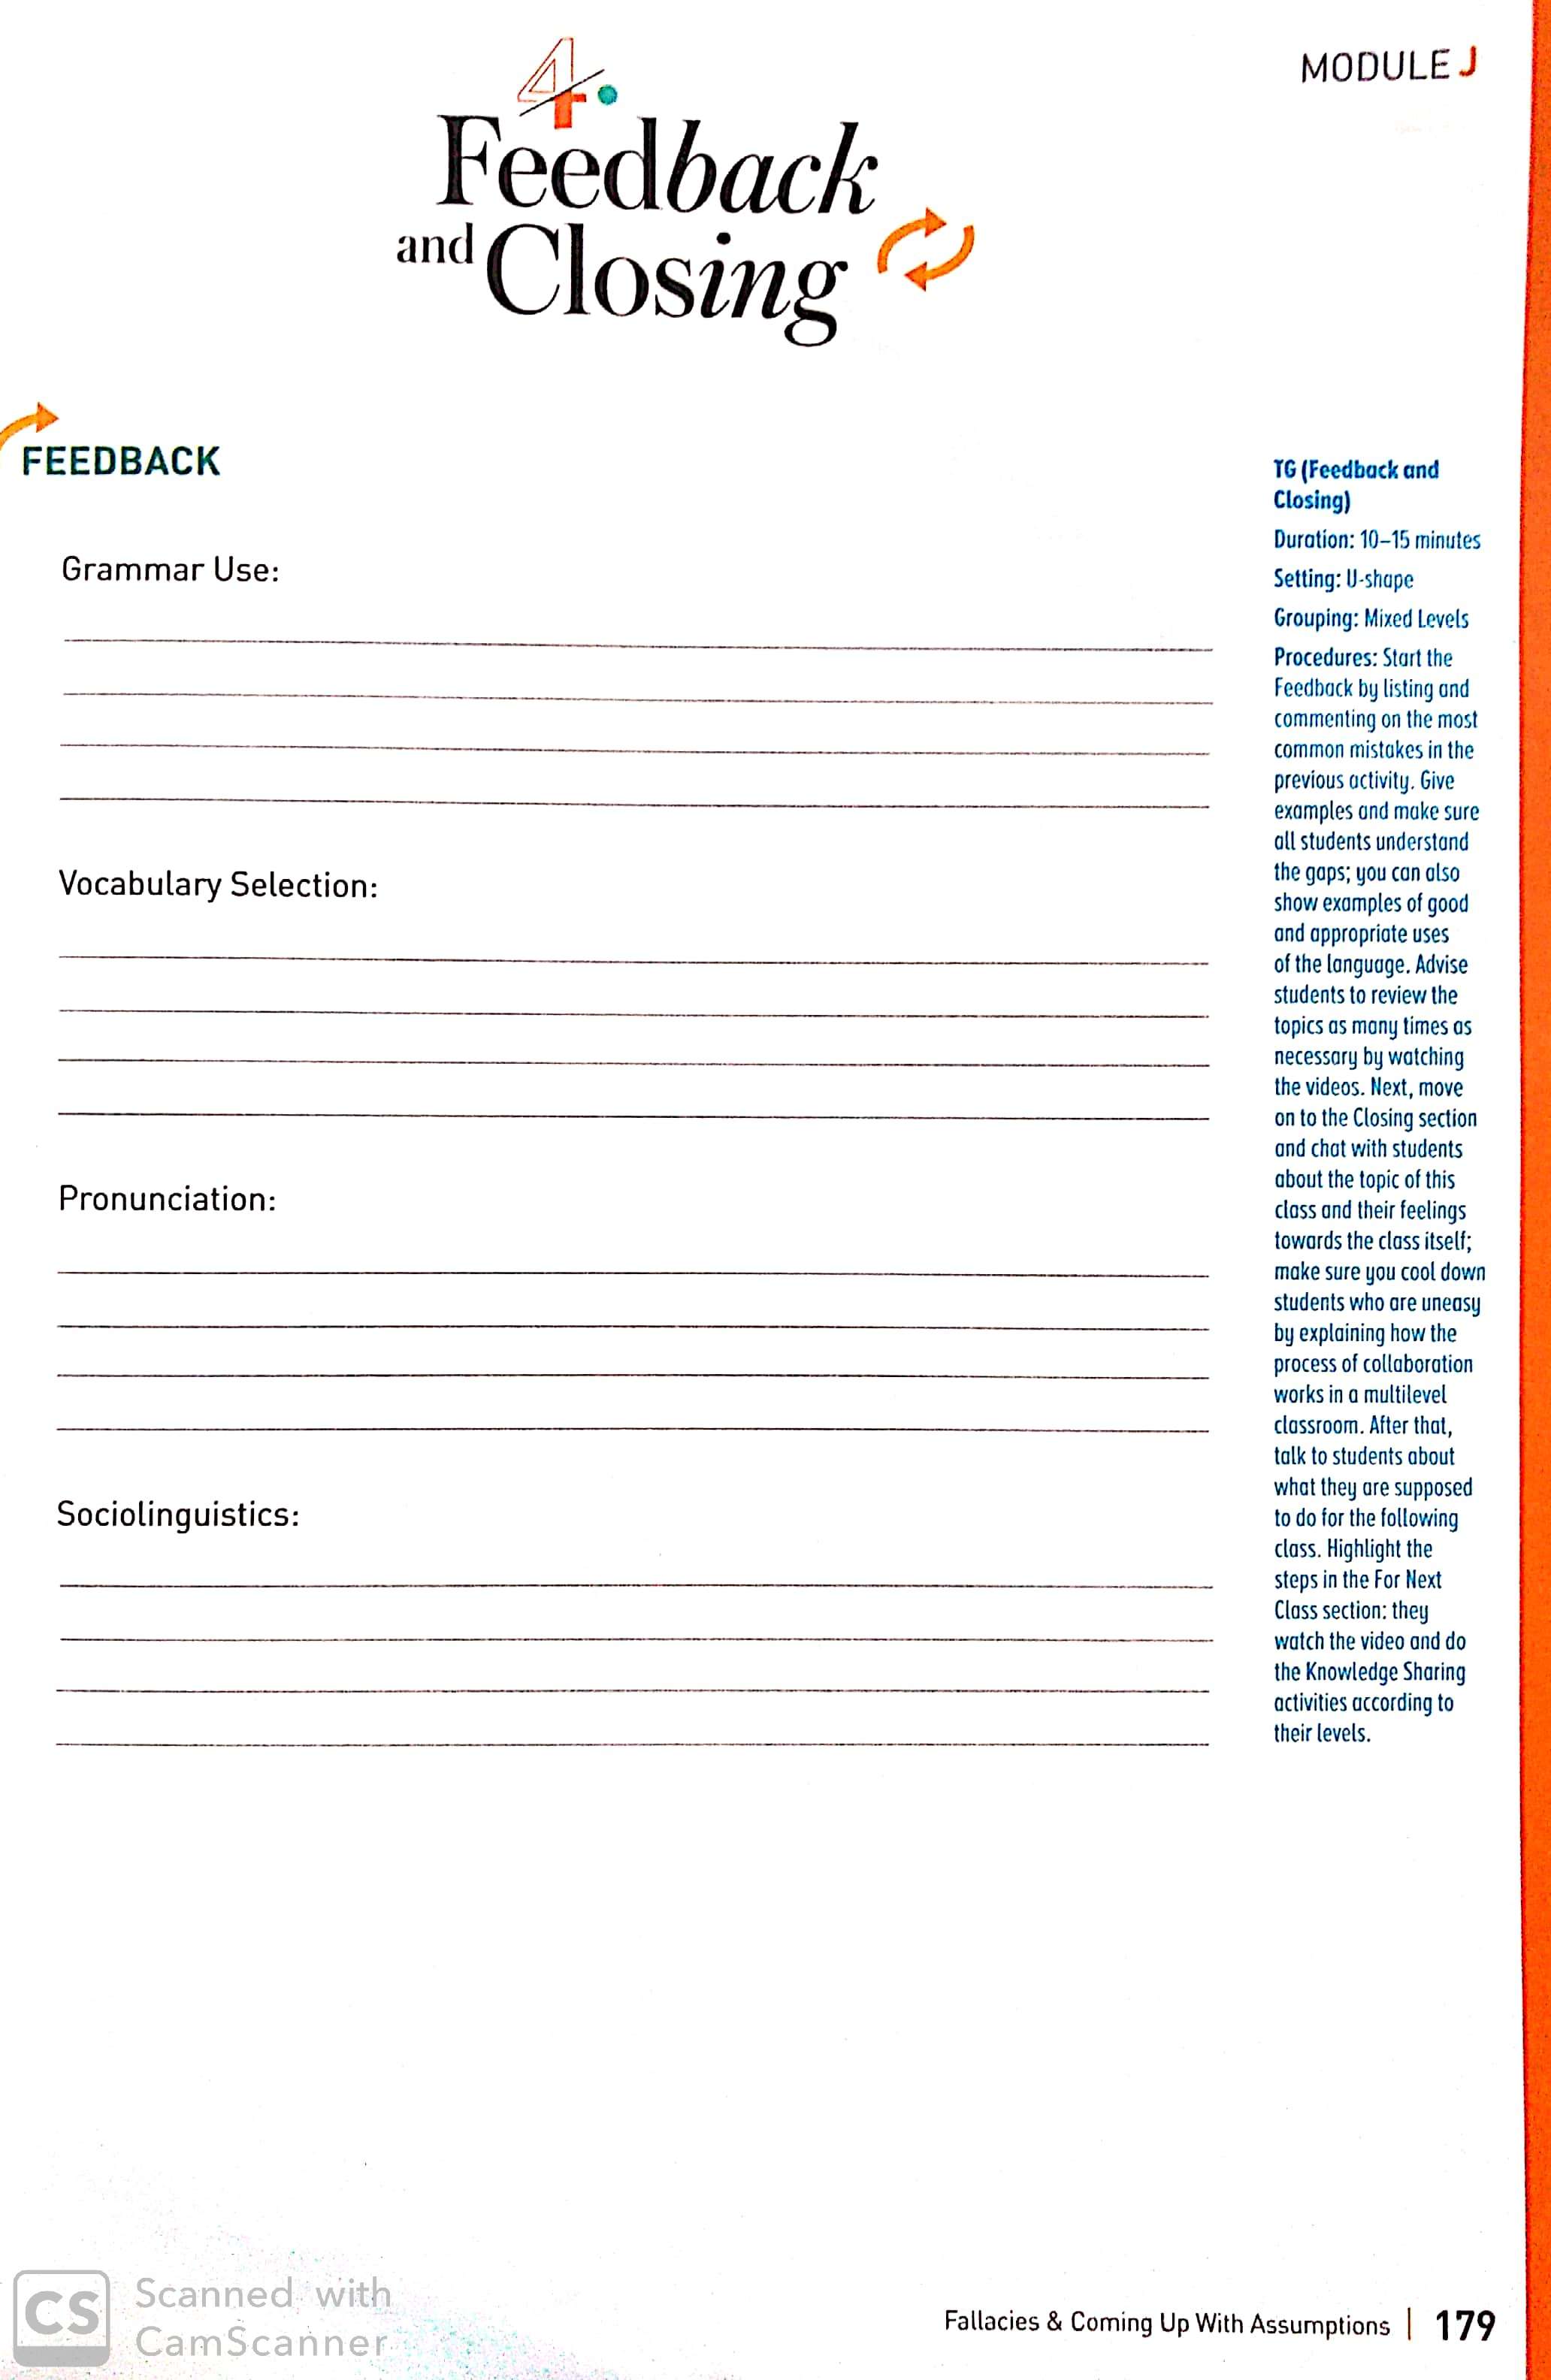 MODULE J
4.
Feedback
and Closing
FEEDBACK
Grammar Use:
Vocabulary Selection:
Pronunciation:
Sociolinguistics:
TG (Feedback and
Closing)
Duration: 10–15 minutes
Setting: U-shape
Grouping: Mixed Levels
Procedures: Start the
Feedback by listing and
commenting on the most
common mistakes in the
previous activity. Give
examples and make sure
all students understand
the gaps; you can also
show examples of good
and appropriate uses
of the language. Advise
students to review the
topics as many times as
necessary by watching
the videos. Next, move
on to the Closing section
and chat with students
about the topic of this
class and their feelings
towards the class itself;
make sure you cool down
students who are uneasy
by explaining how the
process of collaboration
works in a multilevel
classroom. After that,
talk to students about
what they are supposed
to do for the following
class. Highlight the
steps in the For Next
Class section: they
watch the video and do
the Knowledge Sharing
activities according to
their levels.
CS
Scanned with
CamScanner
Fallacies & Coming Up With Assumptions | 179